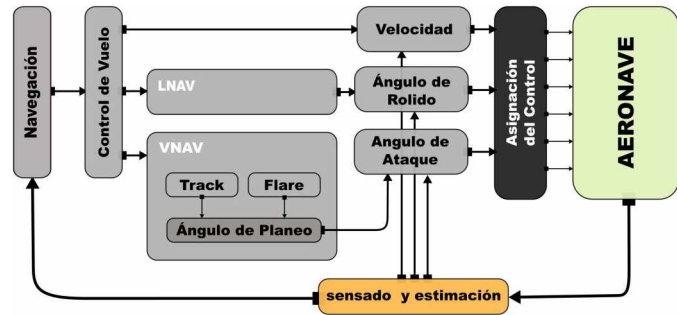 Navegación
Control de Vuelo
Velocidad
LNAV
Ángulo de
Rolido
VNAV
Track
Flare
Ángulo de Planeo
Angulo de
Ataque
Asignación
del Control
AERONAVE
sensado y estimación